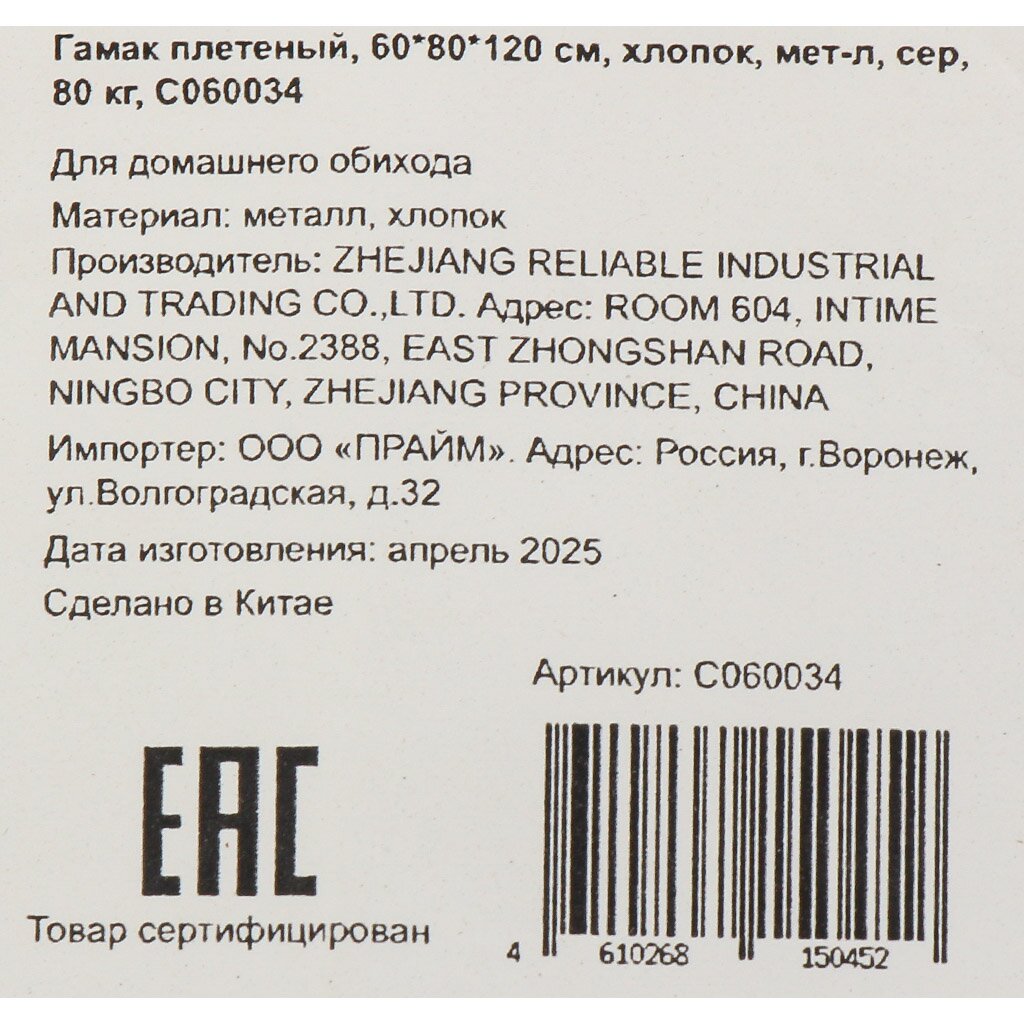 Гамак плетеный, 60*80*120 см, хлопок, мет-л, сер,
80 кг, С060034
Для домашнего обихода
Материал: металл, хлопок
Производитель: ZHEJIANG RELIABLE INDUSTRIAL
AND TRADING CO.,LTD. Адрес: ROOM 604, INTIME
MANSION, No.2388, EAST ZHONGSHAN ROAD,
NINGBO CITY, ZHEJIANG PROVINCE, CHINA
Импортер: ООО «ПРАЙМ». Адрес: Россия, г.Воронеж,
ул.Волгоградская, д.32
Дата изготовления: апрель 2025
Сделано в Китае
Артикул: С060034
EAC
Товар сертифицирован
4 610268 150452